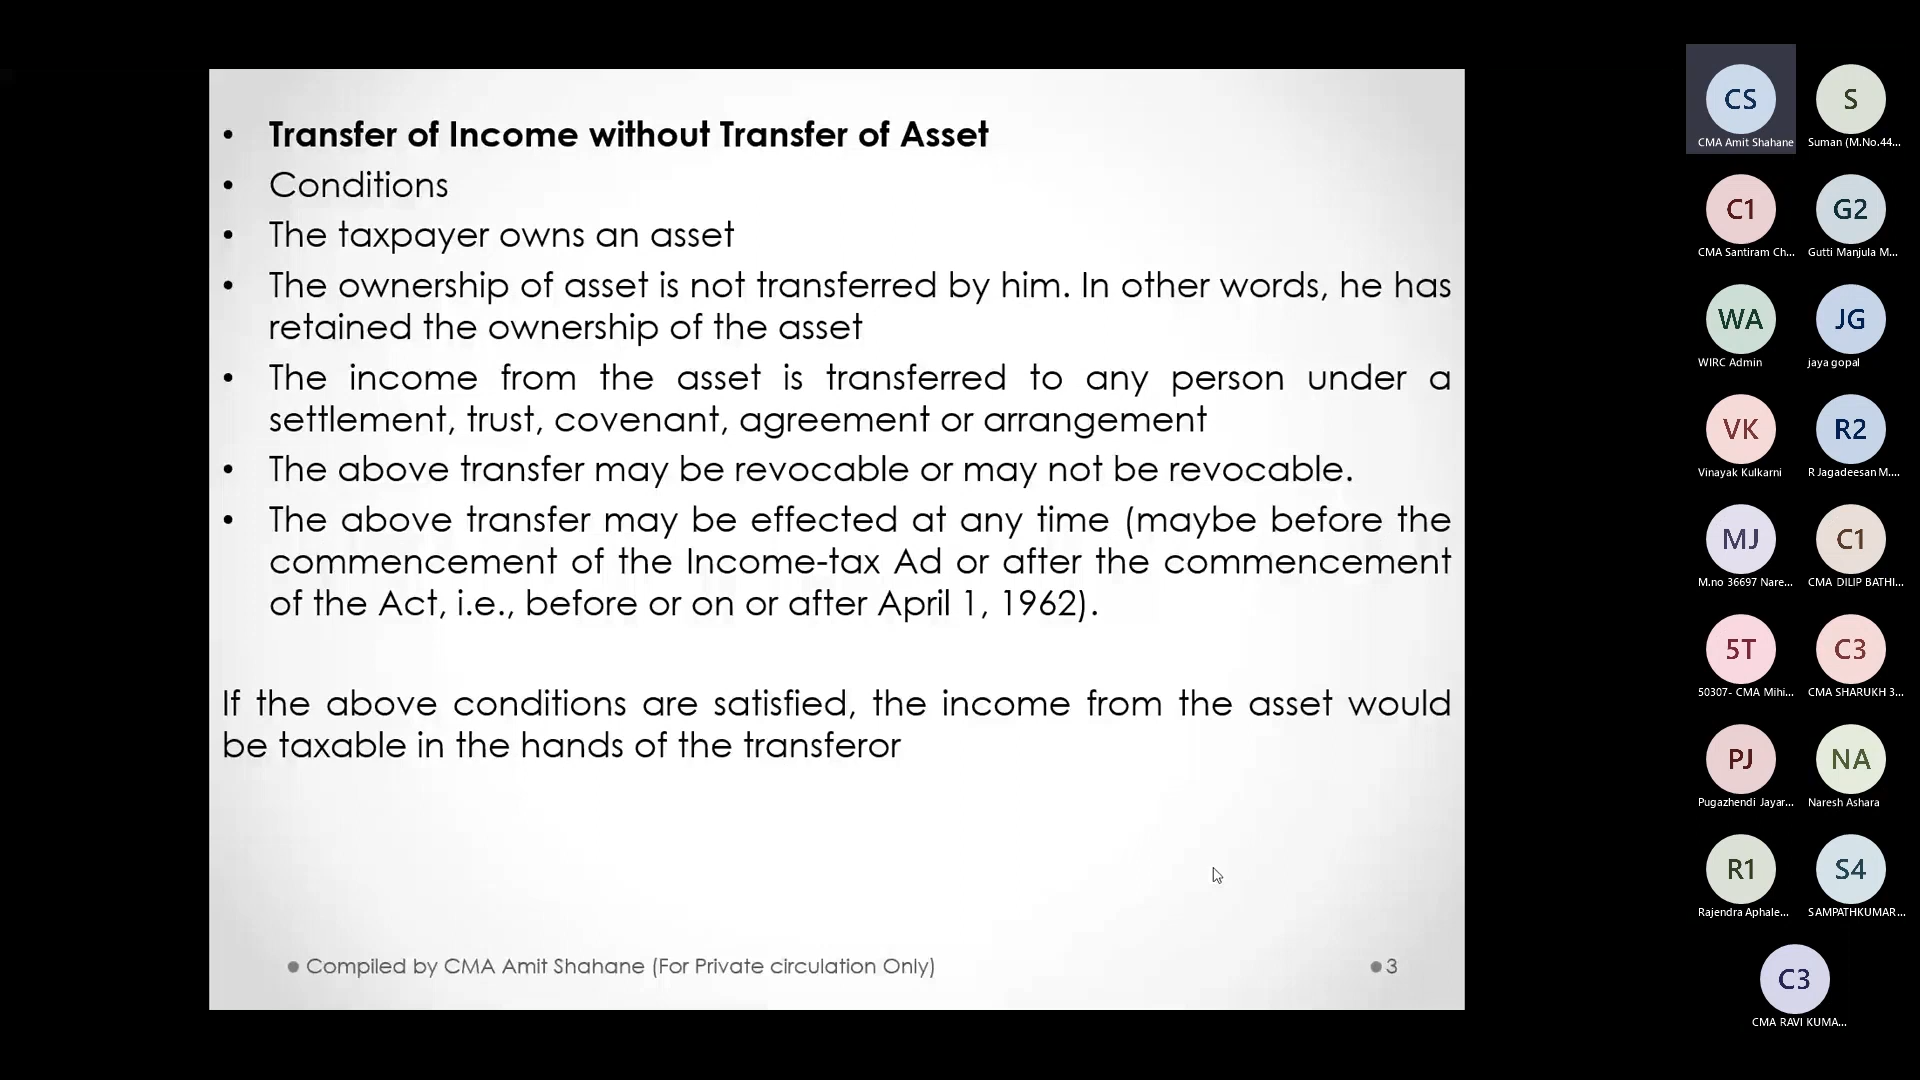 • Transfer of Income without Transfer of Asset
• Conditions
• The taxpayer owns an asset
• The ownership of asset is not transferred by him. In other words, he has
retained the ownership of the asset
• The income from the asset is transferred to any person under a
settlement, trust, covenant, agreement or arrangement
• The above transfer may be revocable or may not be revocable.
• The above transfer may be effected at any time (maybe before the
commencement of the Income-tax Ad or after the commencement
of the Act, i.e., before or on or after April 1, 1962).
If the above conditions are satisfied, the income from the asset would
be taxable in the hands of the transferor
• Compiled by CMA Amit Shahane (For Private circulation Only)
• 3
CS
CMA Amit Shahane
S
Suman (M.No.44...
C1
CMA Santiram Ch...
G2
Gutti Manjula M...
WA
WIRC Admin
JG
jaya gopal
VK
Vinayak Kulkarni
R2
R Jagadeesan M....
MJ
M.no 36697 Nare...
C1
CMA DILIP BATHI...
5T
50307- CMA Mihi...
C3
CMA SHARUKH 3...
PJ
Pugazhendi Jayar...
NA
Naresh Ashara
R1
Rajendra Aphale...
S4
SAMPATHKUMAR...
C3
CMA RAVI KUMA...